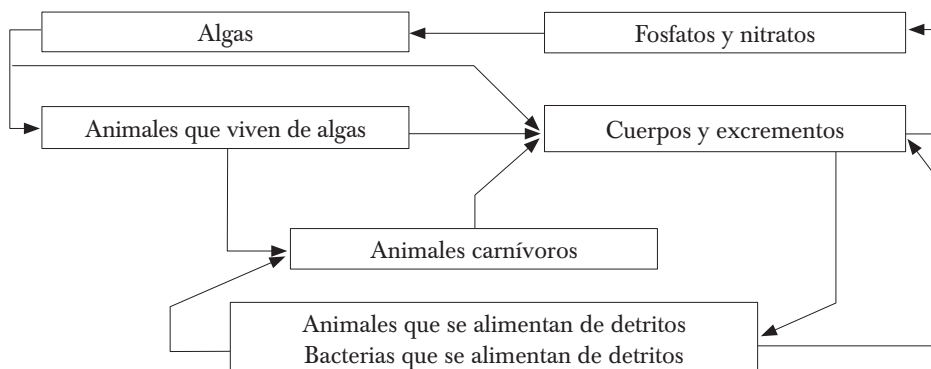 Algas
Fosfatos y nitratos
Animales que viven de algas
Cuerpos y excrementos
Animales carnívoros
Animales que se alimentan de detritos
Bacterias que se alimentan de detritos